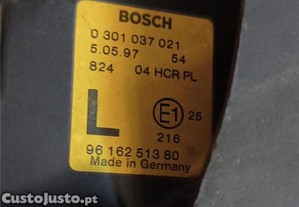 BOSCH
0 301 037 021
5.05.97 54
824 04 HCR PL
L E1 25
216
96 162 513 80
Made in Germany
CustoJusto.pt